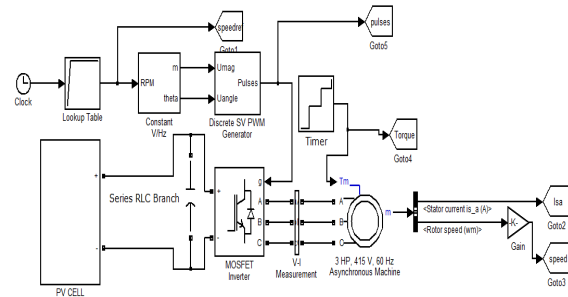 speedre
Goto1
pulses
Goto5
Clock
Lookup Table
RPM
m
theta
Constant
V/Hz
Umag
Uangle
Pulses
Discrete SV PWM
Generator
Timer
Torque
Goto4
+
-
PV CELL
Series RLC Branch
+
-
g
A
B
C
MOSFET
Inverter
V-I
Measurement
Tm
A
B
C
m
3 HP, 415 V, 60 Hz
Asynchronous Machine
<Stator current is_a (A)>
<Rotor speed (wm)>
-K-
Gain
Isa
Goto2
speed
Goto3